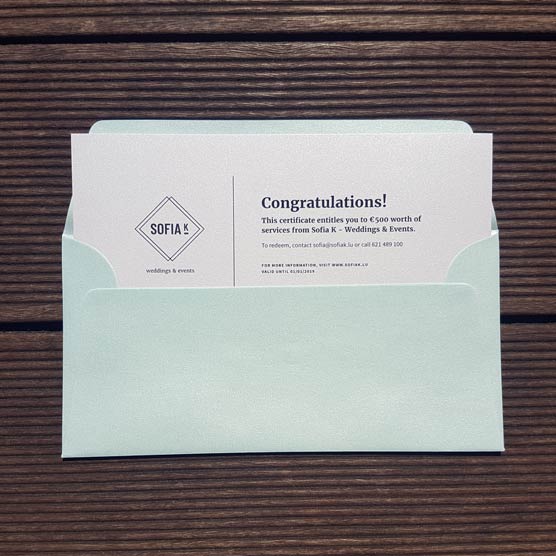 SOFIA K
weddings & events
Congratulations!
This certificate entitles you to €500 worth of
services from Sofia K – Weddings & Events.
To redeem, contact sofia@sofiak.lu or call 621 489 100
FOR MORE INFORMATION, VISIT WWW.SOFIAK.LU
VALID UNTIL 01/01/2019